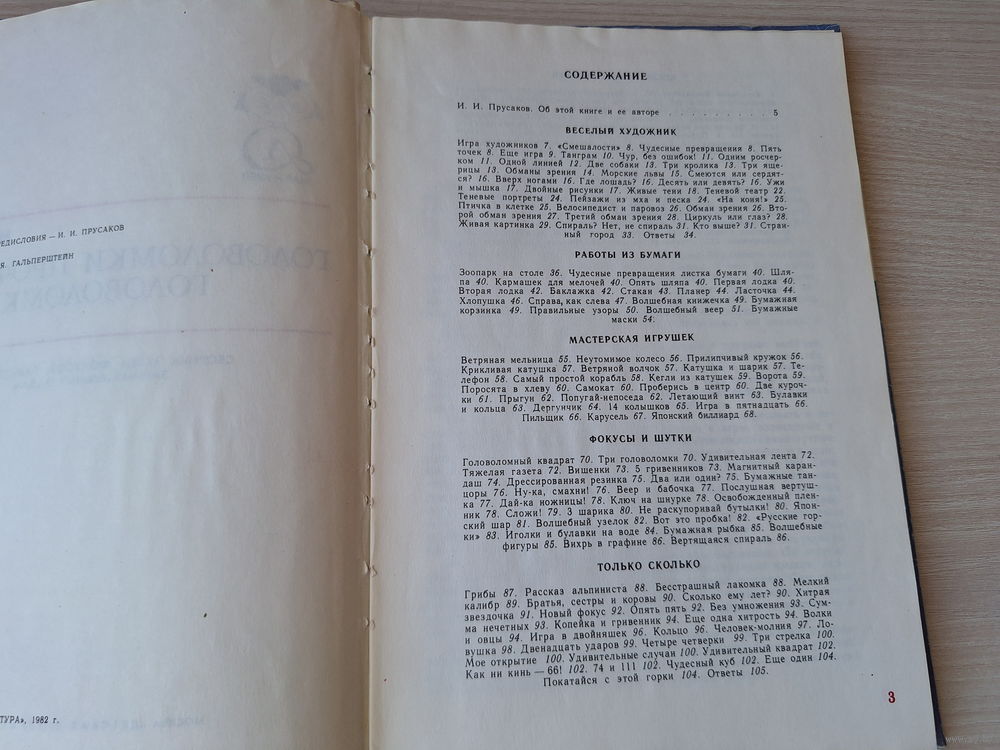 РЕДИСЛОВИЯ — И. И. ПРУСАКОВ
Я. ГАЛЬПЕРШТЕЙН
ТУРА», 1982 г.
СОДЕРЖАНИЕ
И. И. Прусаков. Об этой книге и ее авторе . . . . . . . . . . 5
ВЕСЕЛЫЙ ХУДОЖНИК
Игра художников 7. «Смешалости» 8. Чудесные превращения 8. Пять
точек 8. Еще игра 9. Танграм 10. Чур, без ошибок! 11. Одним росчер-
ком 11. Одной линией 12. Две собаки 13. Три кролика 13. Три яще-
рицы 13. Обманы зрения 14. Морские львы 15. Смеются или сердят-
ся? 16. Вверх ногами 16. Где лошадь? 16. Десять или девять? 16. Ужи
и мышка 17. Двойные рисунки 17. Живые тени 18. Теневой театр 22.
Теневые портреты 24. Пейзажи из мха и песка 24. «На коня!» 25.
Птичка в клетке 25. Велосипедист и паровоз 26. Обман зрения 26. Вто-
рой обман зрения 27. Третий обман зрения 28. Циркуль или глаз? 28.
Живая картинка 29. Спираль? Нет, не спираль 31. Кто выше? 31. Стран-
ный город 33. Ответы 34.
РАБОТЫ ИЗ БУМАГИ
Зоопарк на столе 36. Чудесные превращения листка бумаги 40. Шля-
па 40. Кармашек для мелочей 40. Опять шляпа 40. Первая лодка 40.
Вторая лодка 42. Баклажка 42. Стакан 43. Планер 44. Ласточка 44.
Хлопушка 46. Справа, как слева 47. Волшебная книжечка 49. Бумажная
корзинка 49. Правильные узоры 50. Волшебный веер 51. Бумажные
маски 54.
МАСТЕРСКАЯ ИГРУШЕК
Ветряная мельница 55. Неутомимое колесо 56. Прилипчивый кружок 56.
Крикливая катушка 57. Ветряной волчок 57. Катушка и шарик 57. Те-
лефон 58. Самый простой корабль 58. Кегли из катушек 59. Ворота 59.
Поросята в хлеву 60. Самокат 60. Проберись в центр 60. Две куроч-
ки 61. Прыгун 62. Попугай-непоседа 62. Летающий винт 63. Булавки
и кольца 63. Дергунчик 64. 14 колышков 65. Игра в пятнадцать 66.
Пильщик 66. Карусель 67. Японский биллиард 68.
ФОКУСЫ И ШУТКИ
Головоломный квадрат 70. Три головоломки 70. Удивительная лента 72.
Тяжелая газета 72. Вишенки 73. 5 гривенников 73. Магнитный каран-
даш 74. Дрессированная резинка 75. Два или один? 75. Бумажные тан-
цоры 76. Ну-ка, смахни! 76. Веер и бабочка 77. Послушная вертуш-
ка 77. Дай-ка ножницы! 78. Ключ на шнурке 78. Освобожденный плен-
ник 78. Сложи! 79. 3 шарика 80. Не раскупоривай бутылки! 80. Япон-
ский шар 81. Волшебный узелок 82. Вот это пробка! 82. «Русские гор-
ки» 83. Иголки и булавки на воде 84. Бумажная рыбка 85. Волшебные
фигуры 85. Вихрь в графине 86. Вертящаяся спираль 86.
ТОЛЬКО СКОЛЬКО
Грибы 87. Рассказ альпиниста 88. Бесстрашный лакомка 88. Мелкий
калибр 89. Братья, сестры и коровы 90. Сколько ему лет? 90. Хитрая
звездочка 91. Новый фокус 92. Опять пять 92. Без умножения 93. Сум-
ма нечетных 93. Копейка и гривенник 94. Еще одна хитрость 94. Волки
и овцы 94. Игра в двойняшек 96. Кольцо 96. Человек-молния 97. Ло-
вушка 98. Двенадцать ударов 99. Четыре четверки 99. Три стрелка 100.
Мое открытие 100. Удивительные случаи 100. Удивительный квадрат 102.
Как ни кинь — 66! 102. 74 и 111 102. Чудесный куб 102. Еще один 104.
Покатайся с этой горки 104. Ответы 105.
3